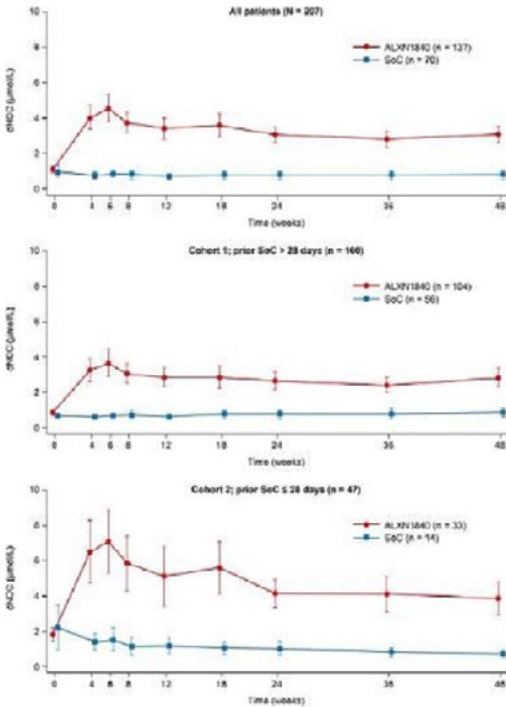 All patients (N = 207)
10
8
6
4
2
0
dNCC (µmol/L)
ALXN1840 (n = 137)
SoC (n = 70)
0 4 6 8 12 18 24 36 48
Time (weeks)
Cohort 1; prior SoC > 28 days (n = 160)
10
8
6
4
2
0
dNCC (µmol/L)
ALXN1840 (n = 104)
SoC (n = 56)
0 4 6 8 12 18 24 36 48
Time (weeks)
Cohort 2; prior SoC ≤ 28 days (n = 47)
10
8
6
4
2
0
dNCC (µmol/L)
ALXN1840 (n = 33)
SoC (n = 14)
0 4 6 8 12 18 24 36 48
Time (weeks)